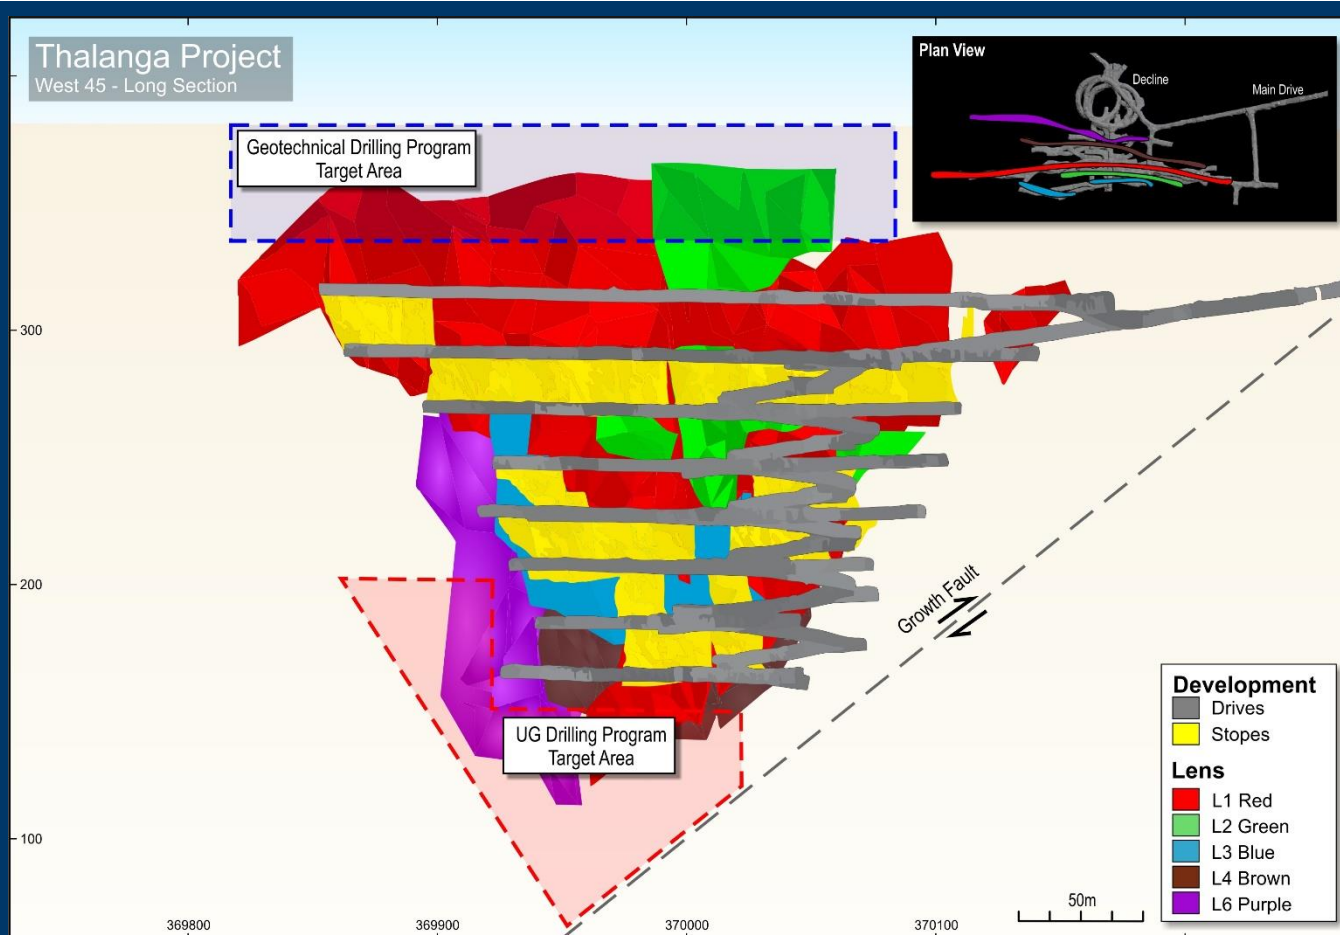 Thalanga Project
West 45 - Long Section
Plan View
Decline
Main Drive
Geotechnical Drilling Program
Target Area
300
200
100
Growth Fault
UG Drilling Program
Target Area
Development
Drives
Stopes
Lens
L1 Red
L2 Green
L3 Blue
L4 Brown
L6 Purple
50m
369800
369900
370000
370100